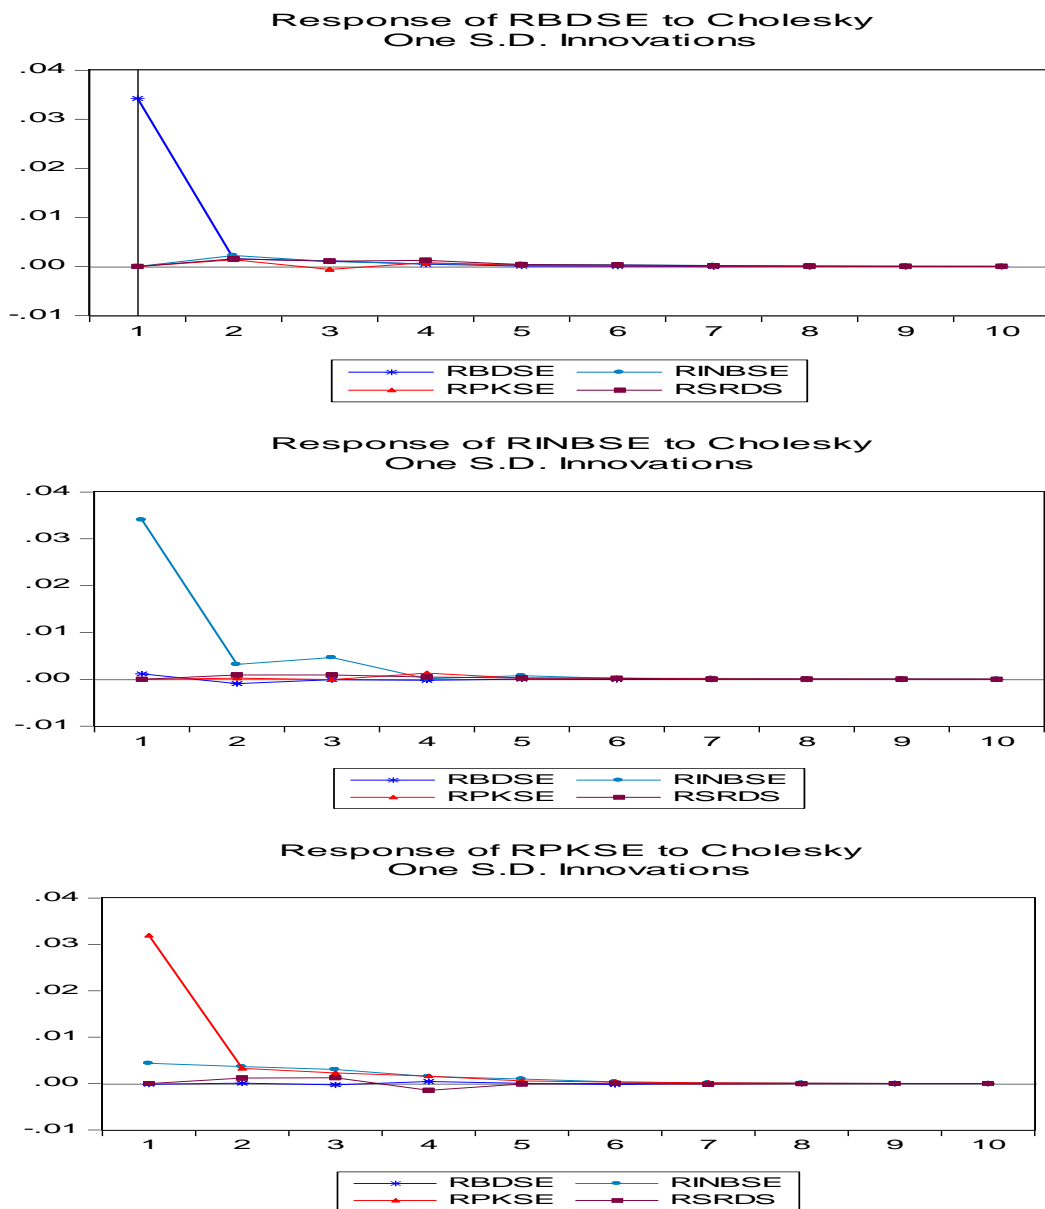 Response of RBDSE to Cholesky
One S.D. Innovations
.04
.03
.02
.01
.00
-.01
1 2 3 4 5 6 7 8 9 10
RBDSE RINBSE
RPKSE RSRDS
Response of RINBSE to Cholesky
One S.D. Innovations
.04
.03
.02
.01
.00
-.01
1 2 3 4 5 6 7 8 9 10
RBDSE RINBSE
RPKSE RSRDS
Response of RPKSE to Cholesky
One S.D. Innovations
.04
.03
.02
.01
.00
-.01
1 2 3 4 5 6 7 8 9 10
RBDSE RINBSE
RPKSE RSRDS